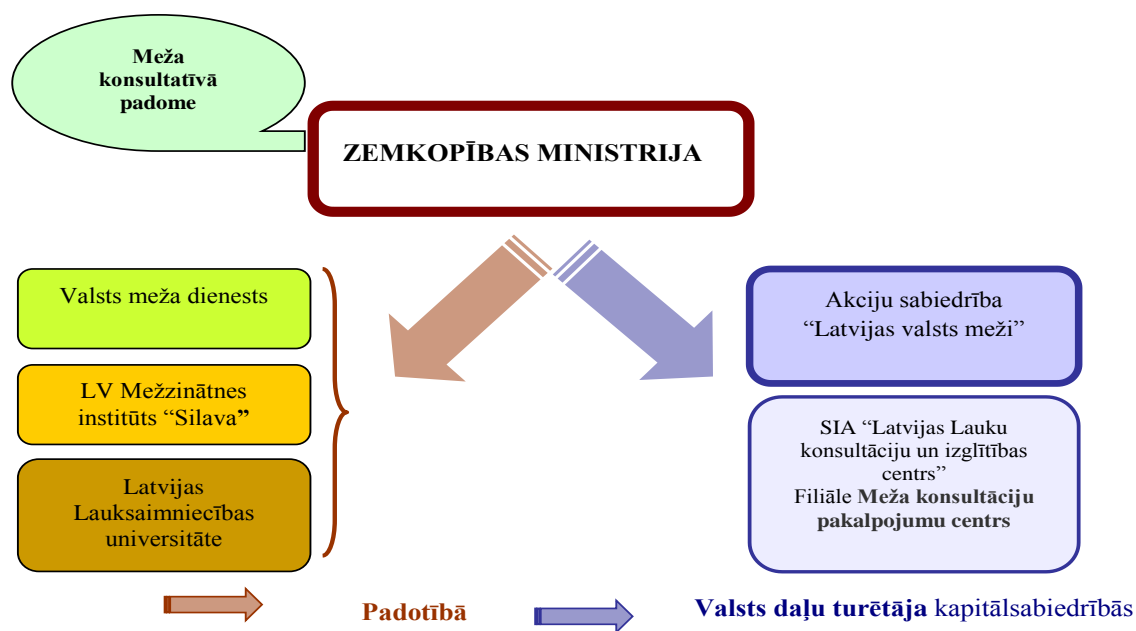 Meža
konsultatīvā
padome
ZEMKOPĪBAS MINISTRIJA
Valsts meža dienests
LV Mežzinātnes
institūts “Silava”
Latvijas
Lauksaimniecības
universitāte
Akciju sabiedrība
“Latvijas valsts meži”
SIA “Latvijas Lauku
konsultāciju un izglītības
centrs”
Filiāle Meža konsultāciju
pakalpojumu centrs
Padotībā
Valsts daļu turētāja kapitālsabiedrībās